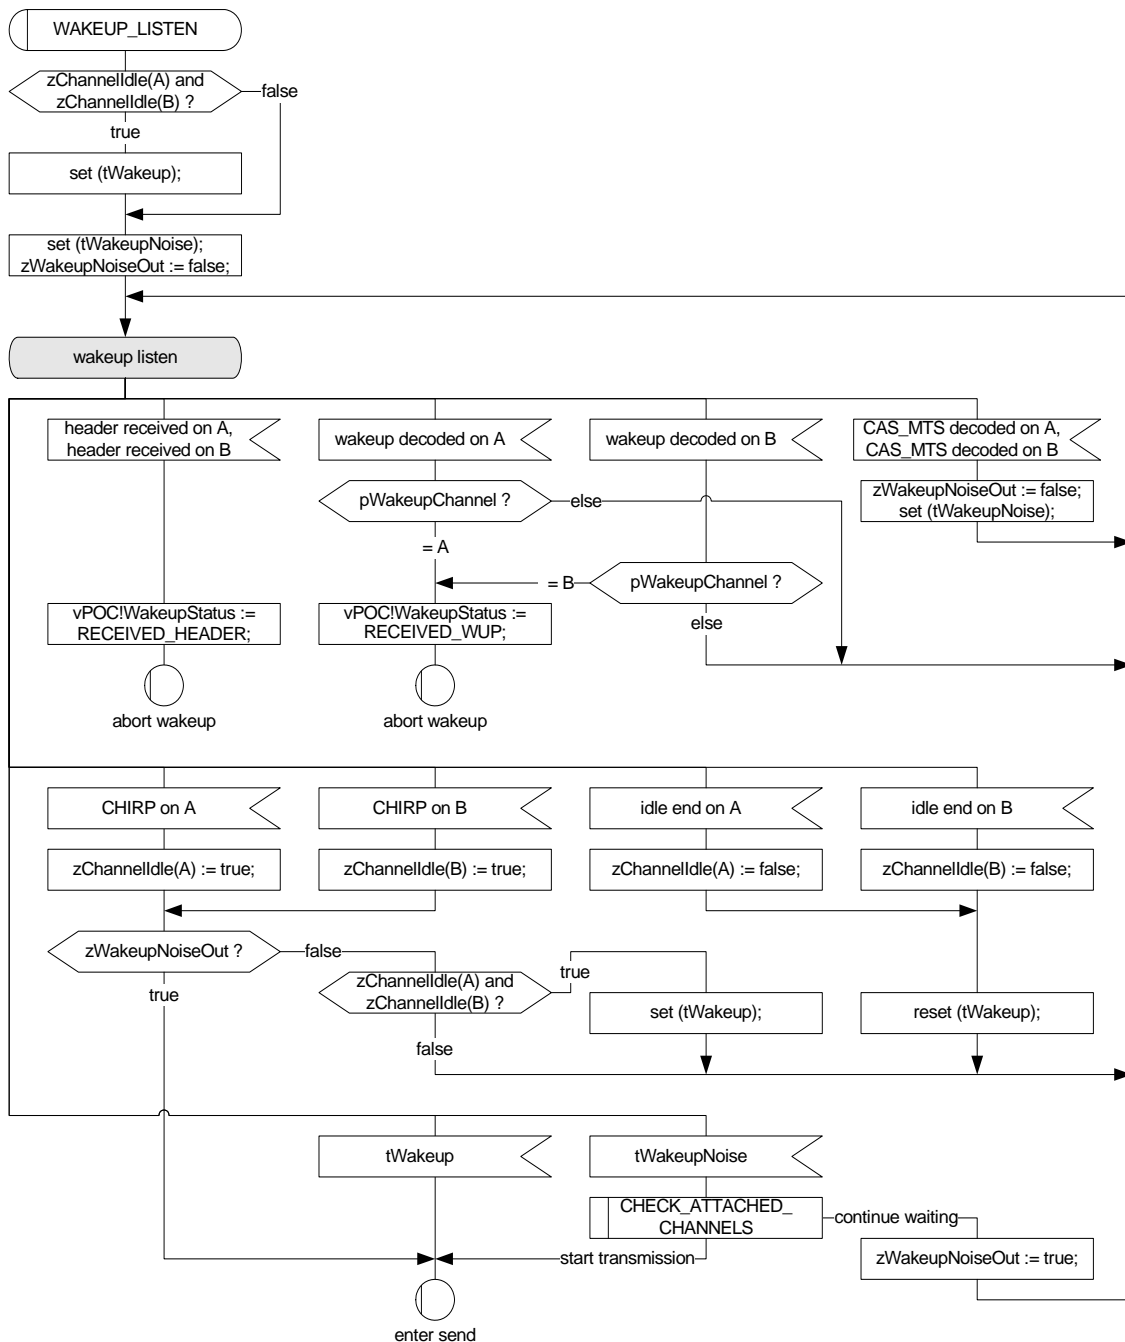 WAKEUP_LISTEN
zChannelIdle(A) and
zChannelIdle(B) ?
false
true
set (tWakeup);
set (tWakeupNoise);
zWakeupNoiseOut := false;
wakeup listen
header received on A,
header received on B
wakeup decoded on A
wakeup decoded on B
CAS_MTS decoded on A,
CAS_MTS decoded on B
pWakeupChannel ?
else
zWakeupNoiseOut := false;
set (tWakeupNoise);
= A
= B
pWakeupChannel ?
vPOC!WakeupStatus :=
RECEIVED_HEADER;
vPOC!WakeupStatus :=
RECEIVED_WUP;
else
abort wakeup
abort wakeup
CHIRP on A
CHIRP on B
idle end on A
idle end on B
zChannelIdle(A) := true;
zChannelIdle(B) := true;
zChannelIdle(A) := false;
zChannelIdle(B) := false;
zWakeupNoiseOut ?
false
true
zChannelIdle(A) and
zChannelIdle(B) ?
true
set (tWakeup);
reset (tWakeup);
false
tWakeup
tWakeupNoise
CHECK_ATTACHED_
CHANNELS
continue waiting
start transmission
zWakeupNoiseOut := true;
enter send